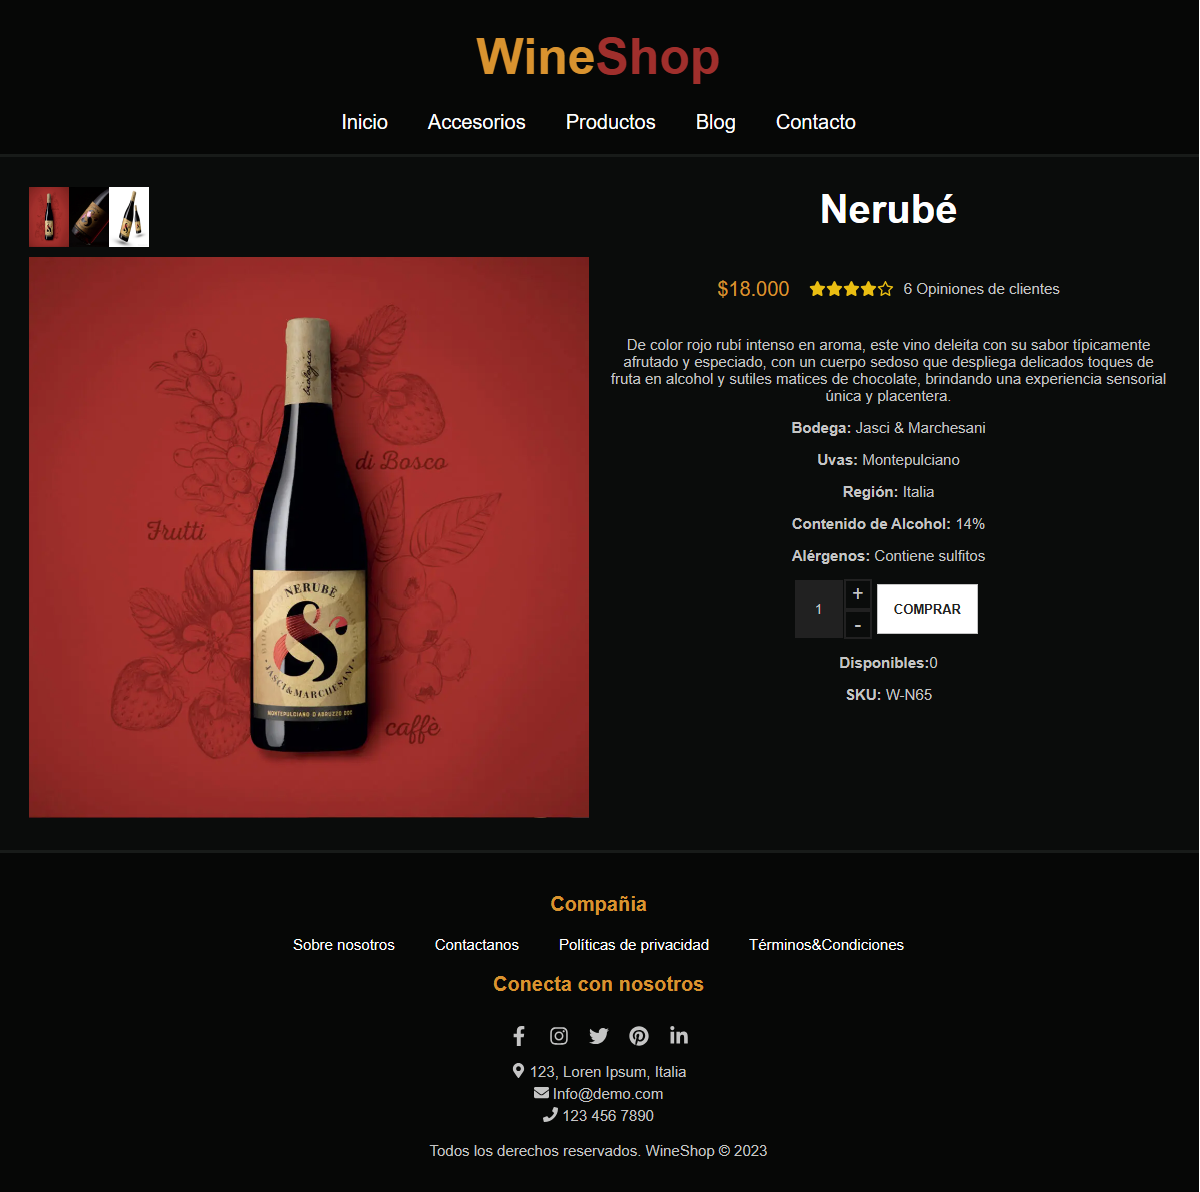 WineShop
Inicio Accesorios Productos Blog Contacto
Nerubé
$18.000 6 Opiniones de clientes
De color rojo rubí intenso en aroma, este vino deleita con su sabor típicamente
afrutado y especiado, con un cuerpo sedoso que despliega delicados toques de
fruta en alcohol y sutiles matices de chocolate, brindando una experiencia sensorial
única y placentera.
Bodega: Jasci & Marchesani
Uvas: Montepulciano
Región: Italia
Contenido de Alcohol: 14%
Alérgenos: Contiene sulfitos
1 + - COMPRAR
Disponibles:0
SKU: W-N65
biologico
di Bosco
Frutti
NERUBÉ
&
JASCI&MARCHESANI
MONTEPULCIANO D'ABRUZZO DOC
caffè
Compañia
Sobre nosotros Contactanos Políticas de privacidad Términos&Condiciones
Conecta con nosotros
123, Loren Ipsum, Italia
Info@demo.com
123 456 7890
Todos los derechos reservados. WineShop © 2023